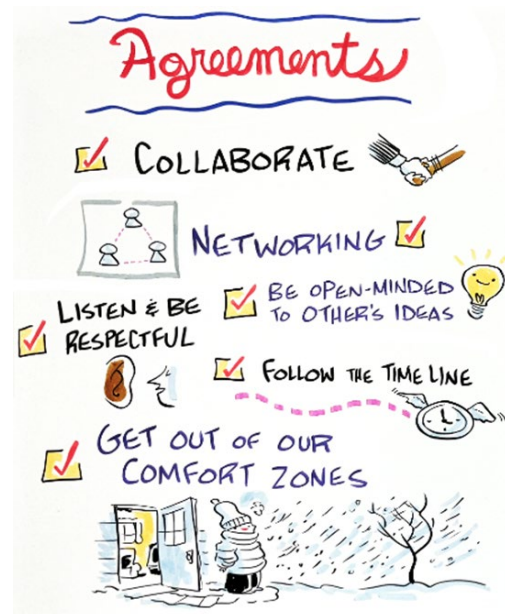 Agreements
COLLABORATE
NETWORKING
LISTEN & BE
RESPECTFUL
BE OPEN-MINDED
TO OTHER'S IDEAS
FOLLOW THE TIME LINE
GET OUT OF OUR
COMFORT ZONES